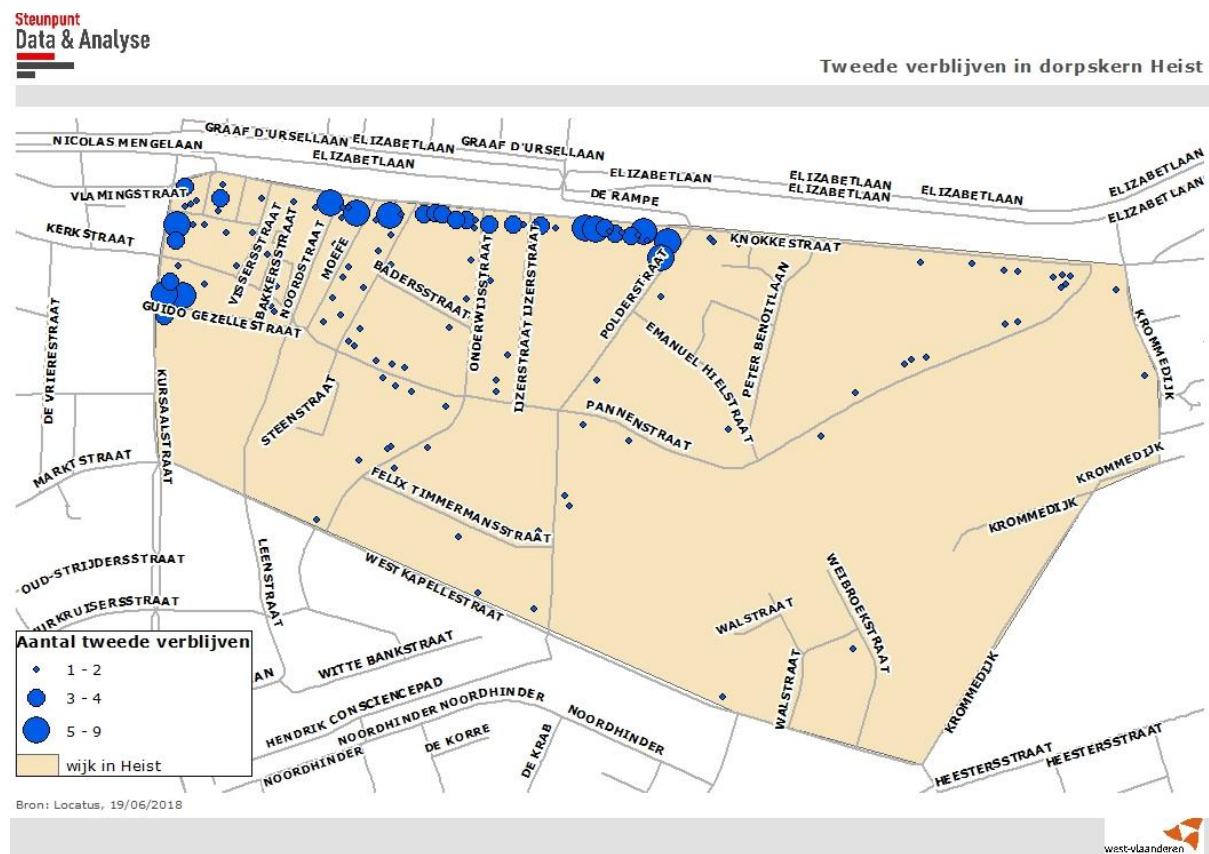 Steunpunt
Data & Analyse
Tweede verblijven in dorpskern Heist
GRAAF D'URSELLAAN
ELIZABETLAAN
GRAAF D'URSELLAAN
NICOLAS MENGELAAN
ELIZABETLAAN
ELIZABETLAAN
ELIZABETLAAN
ELIZABETLAAN
ELIZABETLAAN
ELIZABETLAAN
ELIZABETLAAN
DE RAMPE
VLAMINGSTRAAT
KERKSTRAAT
KNOKKESTRAAT
VISSERSSTRAAT
BAKKERSSTRAAT
NOORDSTRAAT
MOEFE
BADERSSTRAAT
ONDERWIJSSTRAAT
IJZERSTRAAT
IJZERSTRAAT
POLDERSTRAAT
PETER BENOITLAAN
EMANUEL HIELSTRAAT
GUIDO GEZELLESTRAAT
DE VRIERESTRAAT
KURSAALSTRAAT
STEENSTRAAT
PANNENSTRAAT
KROMMEDIJK
MARKTSTRAAT
FELIX TIMMERMANSSTRAAT
KROMMEDIJK
KROMMEDIJK
OUD-STRIJDERSSTRAAT
LEENSTRAAT
WESTKAPELLESTRAAT
WEIBROEKSTRAAT
URKRUISERSSTRAAT
WALSTRAAT
WALSTRAAT
KROMMEDIJK
AN
WITTE BANKSTRAAT
HENDRIK CONSCIENCEPAD
NOORDHINDER
NOORDHINDER
NOORDHINDER
NOORDHINDER
DE KORRE
DE KRAB
HEESTERSSTRAAT
HEESTERSSTRAAT
Aantal tweede verblijven
1 - 2
3 - 4
5 - 9
wijk in Heist
Bron: Locatus, 19/06/2018
west-vlaanderen